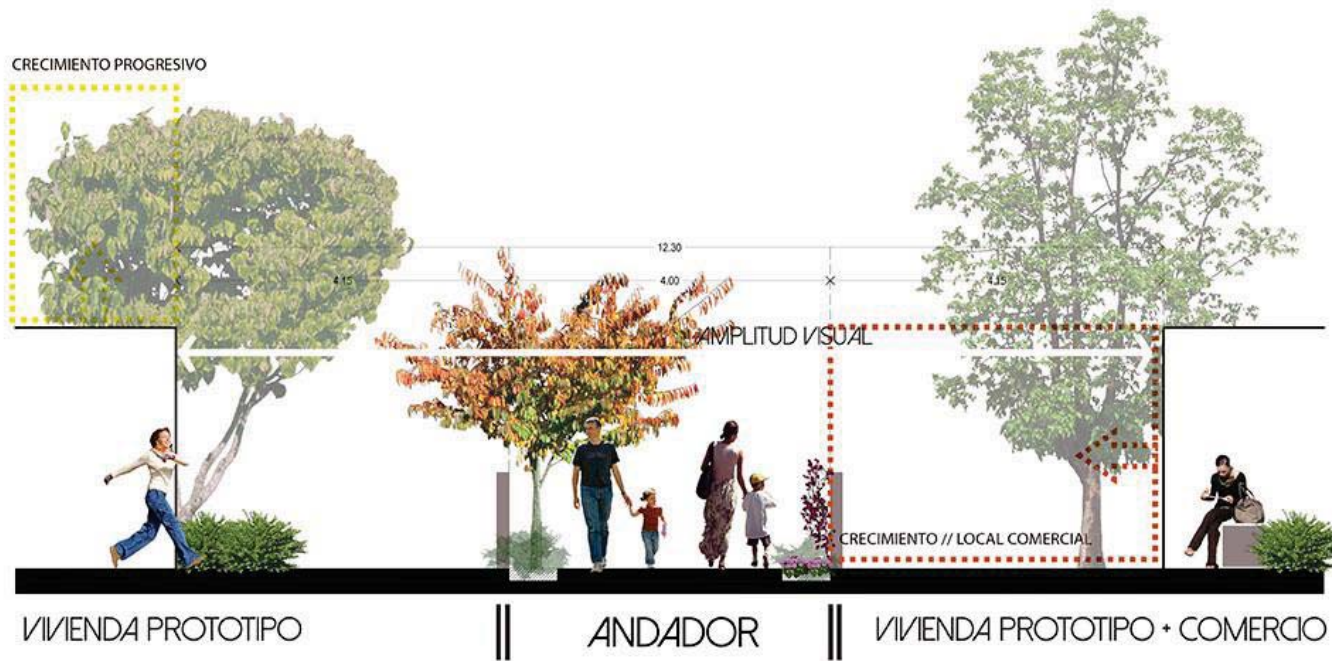 CRECIMIENTO PROGRESIVO
12.30
4.15
4.00
4.15
AMPLITUD VISUAL
CRECIMIENTO // LOCAL COMERCIAL
VIVIENDA PROTOTIPO
ANDADOR
VIVIENDA PROTOTIPO + COMERCIO